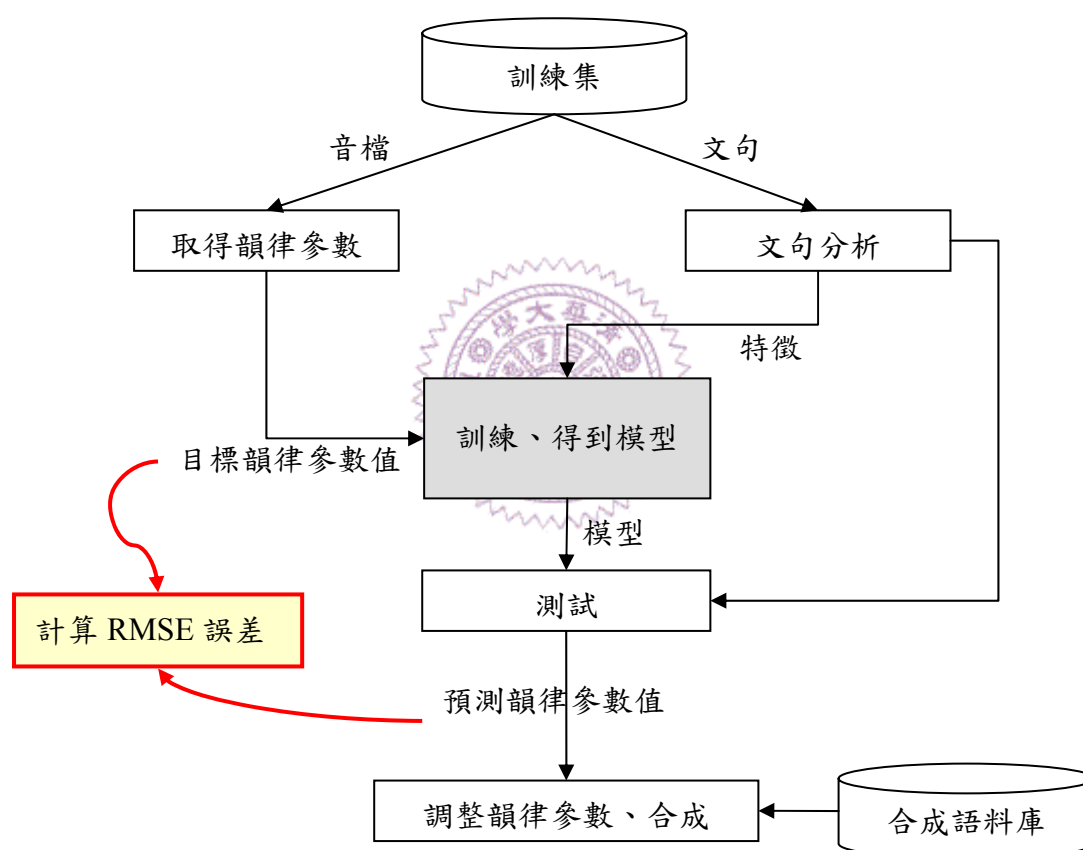 訓練集
音檔
文句
取得韻律參數
文句分析
特徵
訓練、得到模型
目標韻律參數值
模型
測試
計算 RMSE 誤差
預測韻律參數值
調整韻律參數、合成
合成語料庫